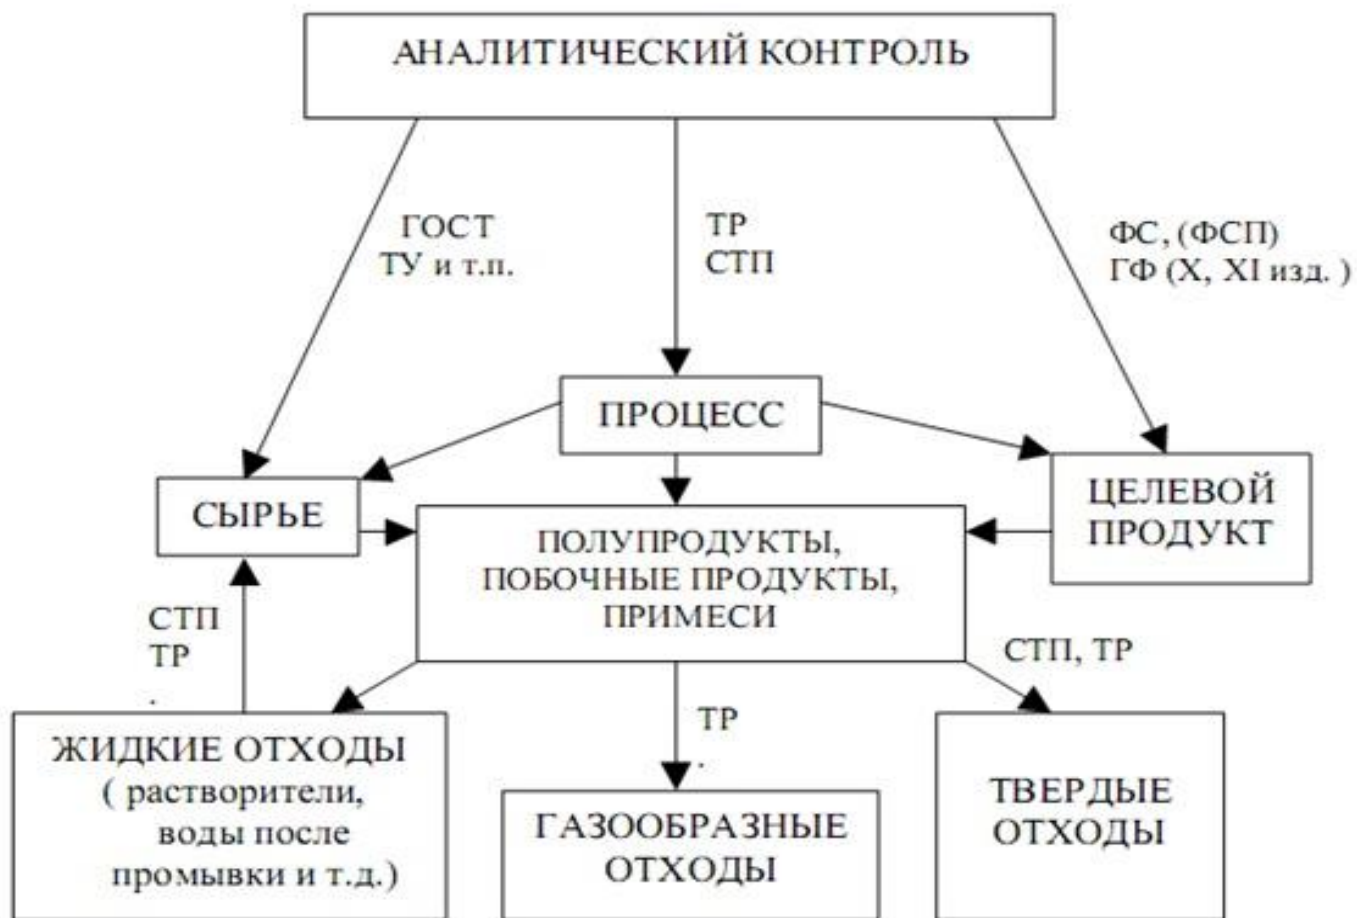 АНАЛИТИЧЕСКИЙ КОНТРОЛЬ
ГОСТ
ТУ и т.п.
ТР
СТП
ФС, (ФСП)
ГФ (X, XI изд. )
ПРОЦЕСС
СЫРЬЕ
ЦЕЛЕВОЙ
ПРОДУКТ
ПОЛУПРОДУКТЫ,
ПОБОЧНЫЕ ПРОДУКТЫ,
ПРИМЕСИ
СТП
ТР
.
СТП, ТР
ТР
.
ЖИДКИЕ ОТХОДЫ
( растворители,
воды после
промывки и т.д.)
ГАЗООБРАЗНЫЕ
ОТХОДЫ
ТВЕРДЫЕ
ОТХОДЫ